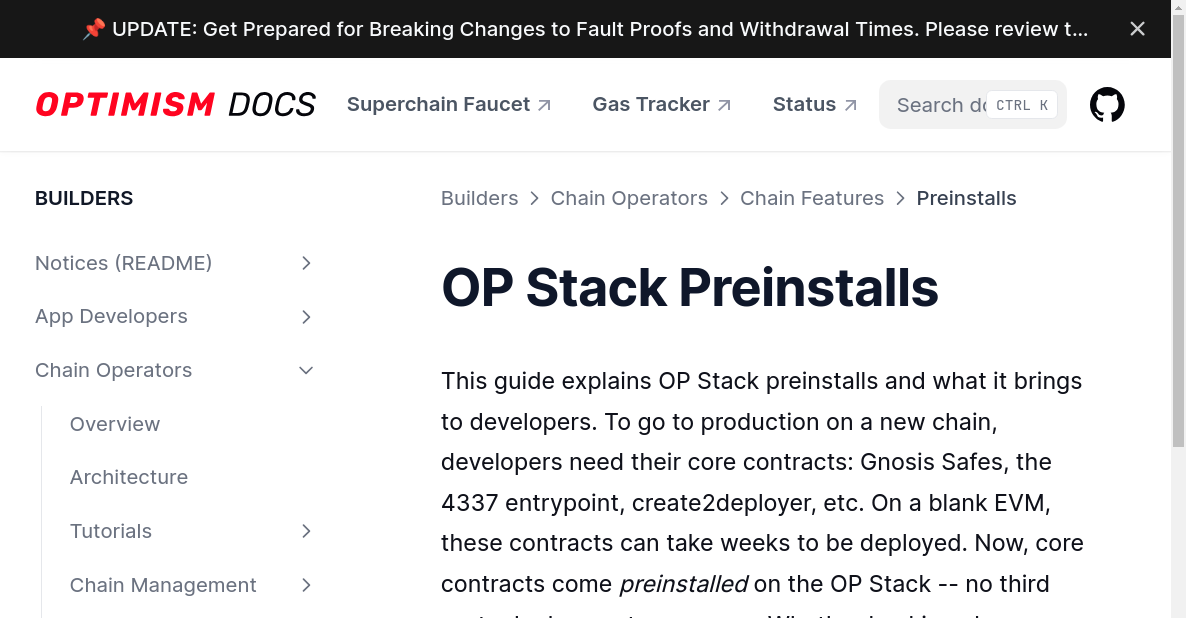 📌 UPDATE: Get Prepared for Breaking Changes to Fault Proofs and Withdrawal Times. Please review t...
OPTIMISM DOCS
Superchain Faucet
Gas Tracker
Status
Search do
CTRL K
BUILDERS
Notices (README)
App Developers
Chain Operators
Overview
Architecture
Tutorials
Chain Management
Builders > Chain Operators > Chain Features > Preinstalls
OP Stack Preinstalls
This guide explains OP Stack preinstalls and what it brings
to developers. To go to production on a new chain,
developers need their core contracts: Gnosis Safes, the
4337 entrypoint, create2deployer, etc. On a blank EVM,
these contracts can take weeks to be deployed. Now, core
contracts come preinstalled on the OP Stack -- no third